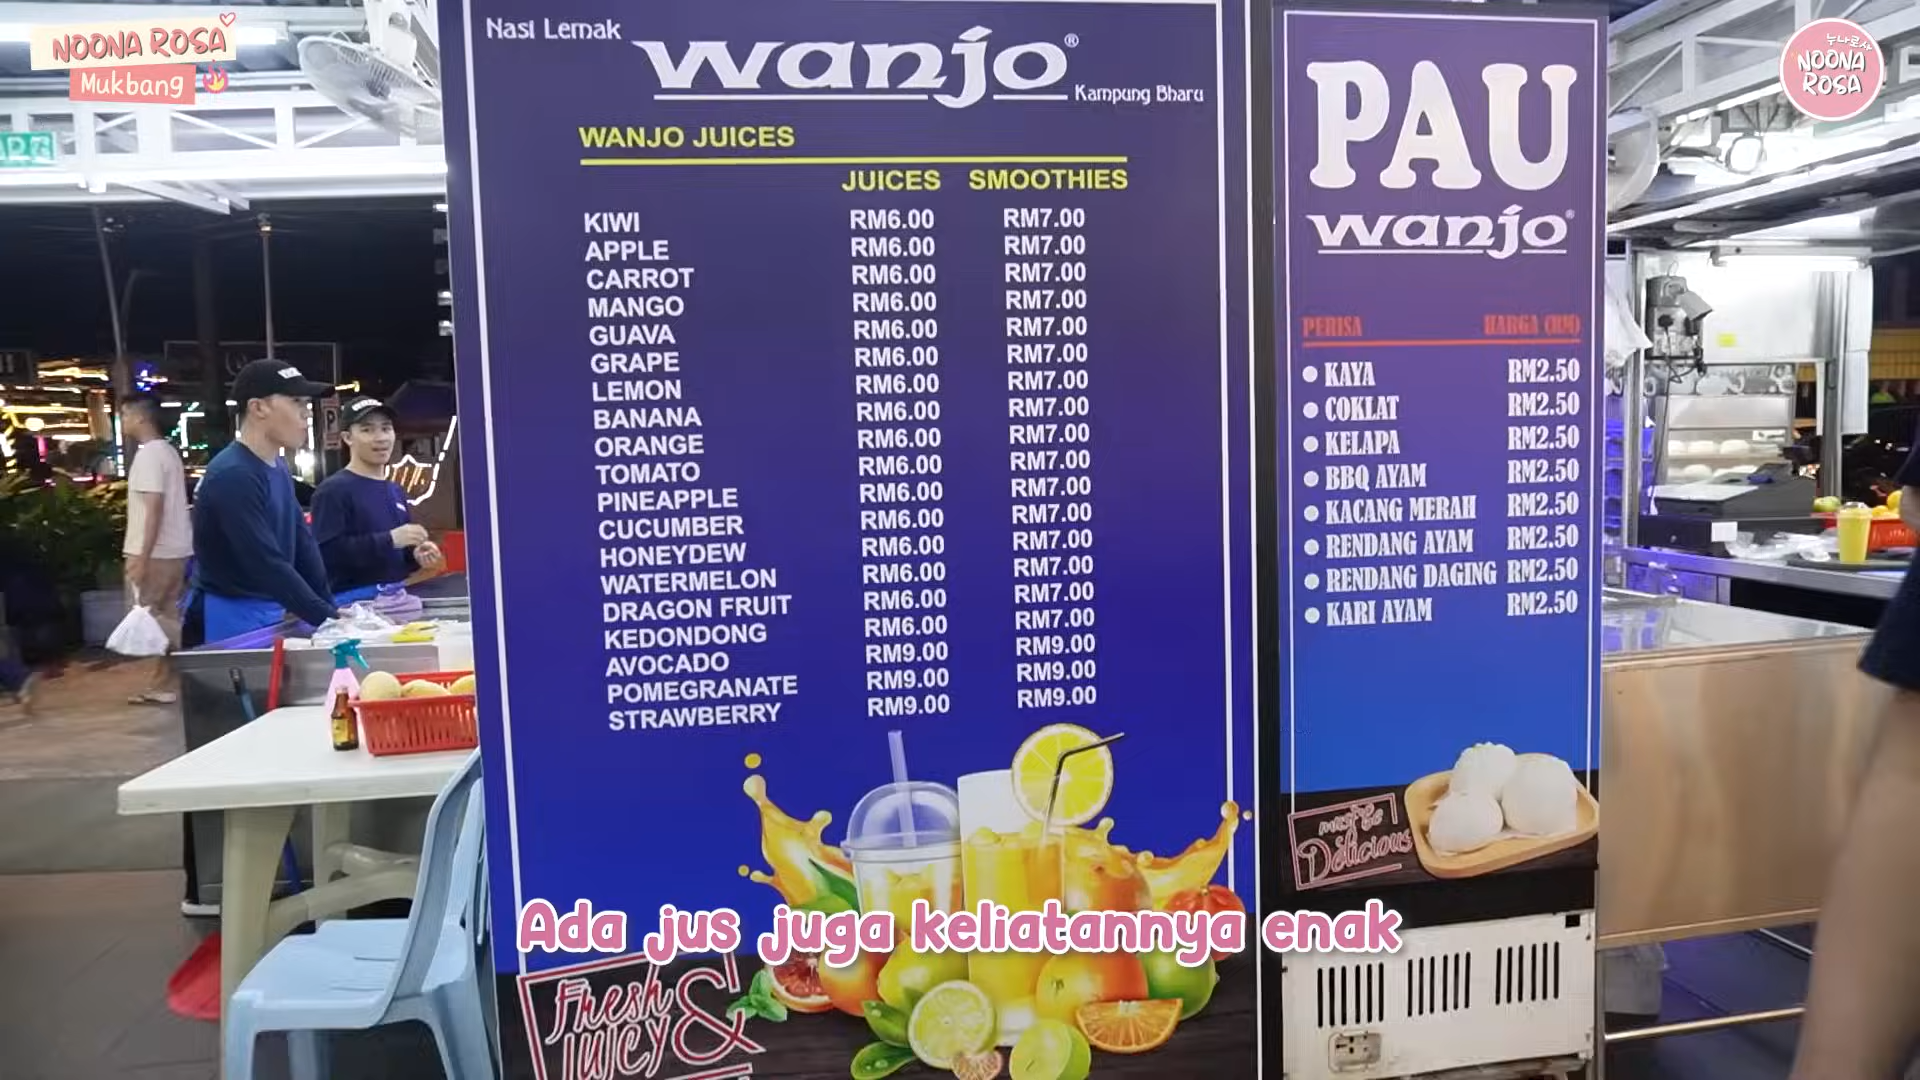 NOONA ROSA
Mukbang
누나로사
NOONA
ROSA
Nasi Lemak
wanjo®
Kampung Bharu
WANJO JUICES
JUICES SMOOTHIES
KIWI RM6.00 RM7.00
APPLE RM6.00 RM7.00
CARROT RM6.00 RM7.00
MANGO RM6.00 RM7.00
GUAVA RM6.00 RM7.00
GRAPE RM6.00 RM7.00
LEMON RM6.00 RM7.00
BANANA RM6.00 RM7.00
ORANGE RM6.00 RM7.00
TOMATO RM6.00 RM7.00
PINEAPPLE RM6.00 RM7.00
CUCUMBER RM6.00 RM7.00
HONEYDEW RM6.00 RM7.00
WATERMELON RM6.00 RM7.00
DRAGON FRUIT RM6.00 RM7.00
KEDONDONG RM6.00 RM7.00
AVOCADO RM9.00 RM9.00
POMEGRANATE RM9.00 RM9.00
STRAWBERRY RM9.00 RM9.00
Fresh
& Juicy
PAU
wanjo®
PERISA HARGA (RM)
KAYA RM2.50
COKLAT RM2.50
KELAPA RM2.50
BBQ AYAM RM2.50
KACANG MERAH RM2.50
RENDANG AYAM RM2.50
RENDANG DAGING RM2.50
KARI AYAM RM2.50
must be
Delicious
Ada jus juga keliatannya enak